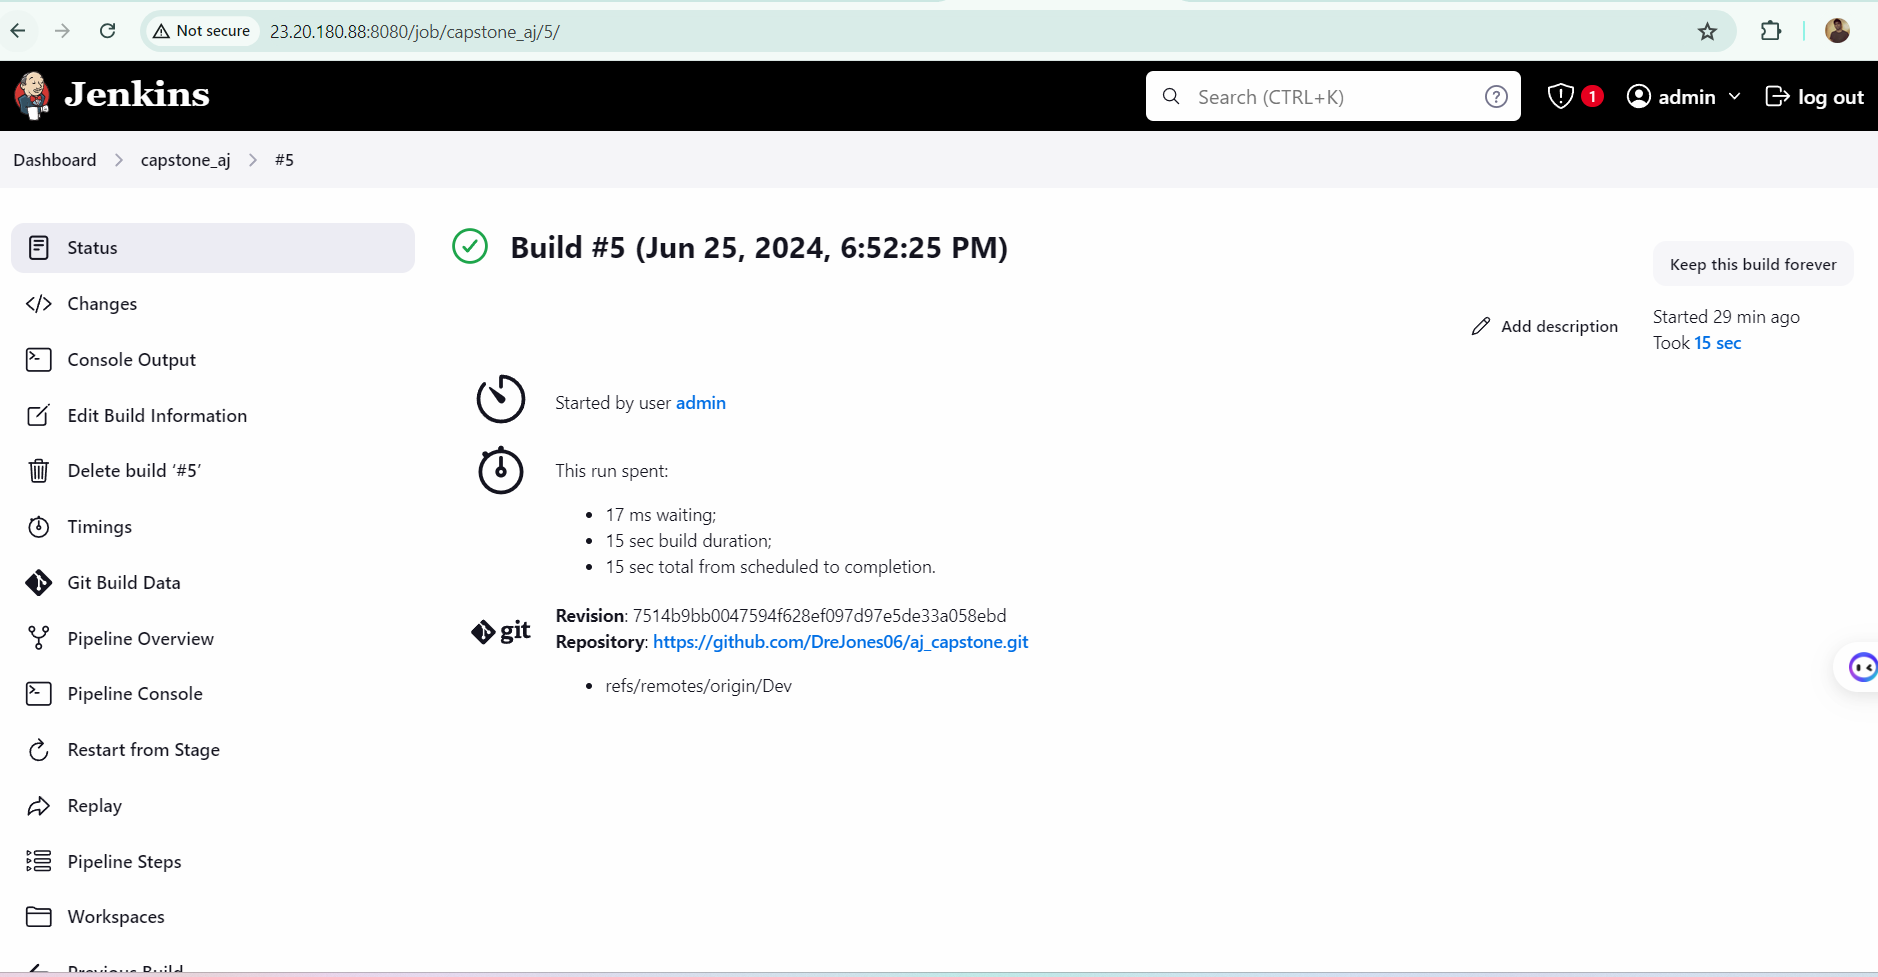 Not secure 23.20.180.88:8080/job/capstone_aj/5/
Jenkins
Search (CTRL+K)
?
1
admin
log out
Dashboard
capstone_aj
#5
Status
Changes
Console Output
Edit Build Information
Delete build ‘#5’
Timings
Git Build Data
Pipeline Overview
Pipeline Console
Restart from Stage
Replay
Pipeline Steps
Workspaces
Previous Build
Build #5 (Jun 25, 2024, 6:52:25 PM)
Keep this build forever
Add description
Started 29 min ago
Took 15 sec
Started by user admin
This run spent:
17 ms waiting;
15 sec build duration;
15 sec total from scheduled to completion.
git
Revision: 7514b9bb0047594f628ef097d97e5de33a058ebd
Repository: https://github.com/DreJones06/aj_capstone.git
refs/remotes/origin/Dev